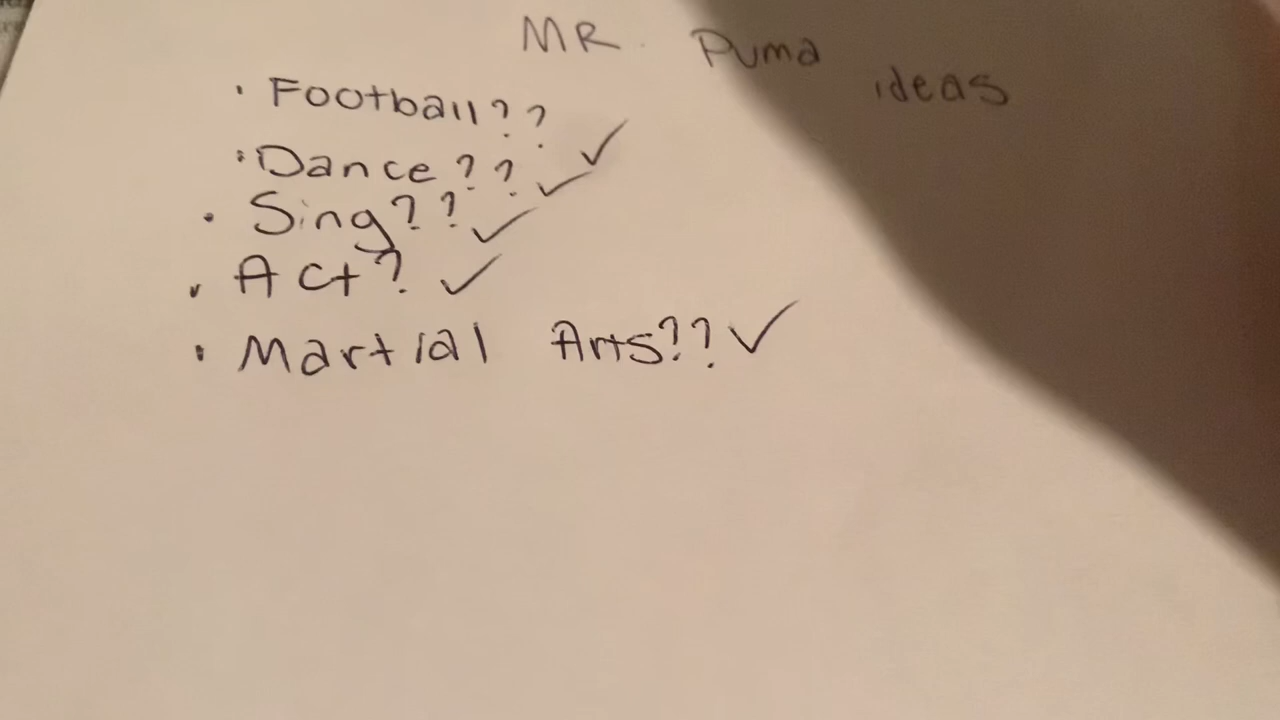 MR. Puma ideas
· Football?? ✓
· Dance?? ✓
· Sing?? ✓
· Act? ✓
· Martial Arts?? ✓